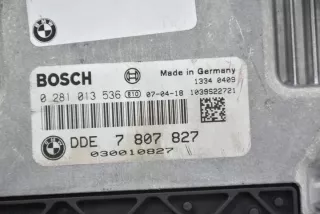 BOSCH
Made in Germany
1334 0409
0 281 013 536 E10 07-04-18 1039S22721
DDE 7 807 827
030010827